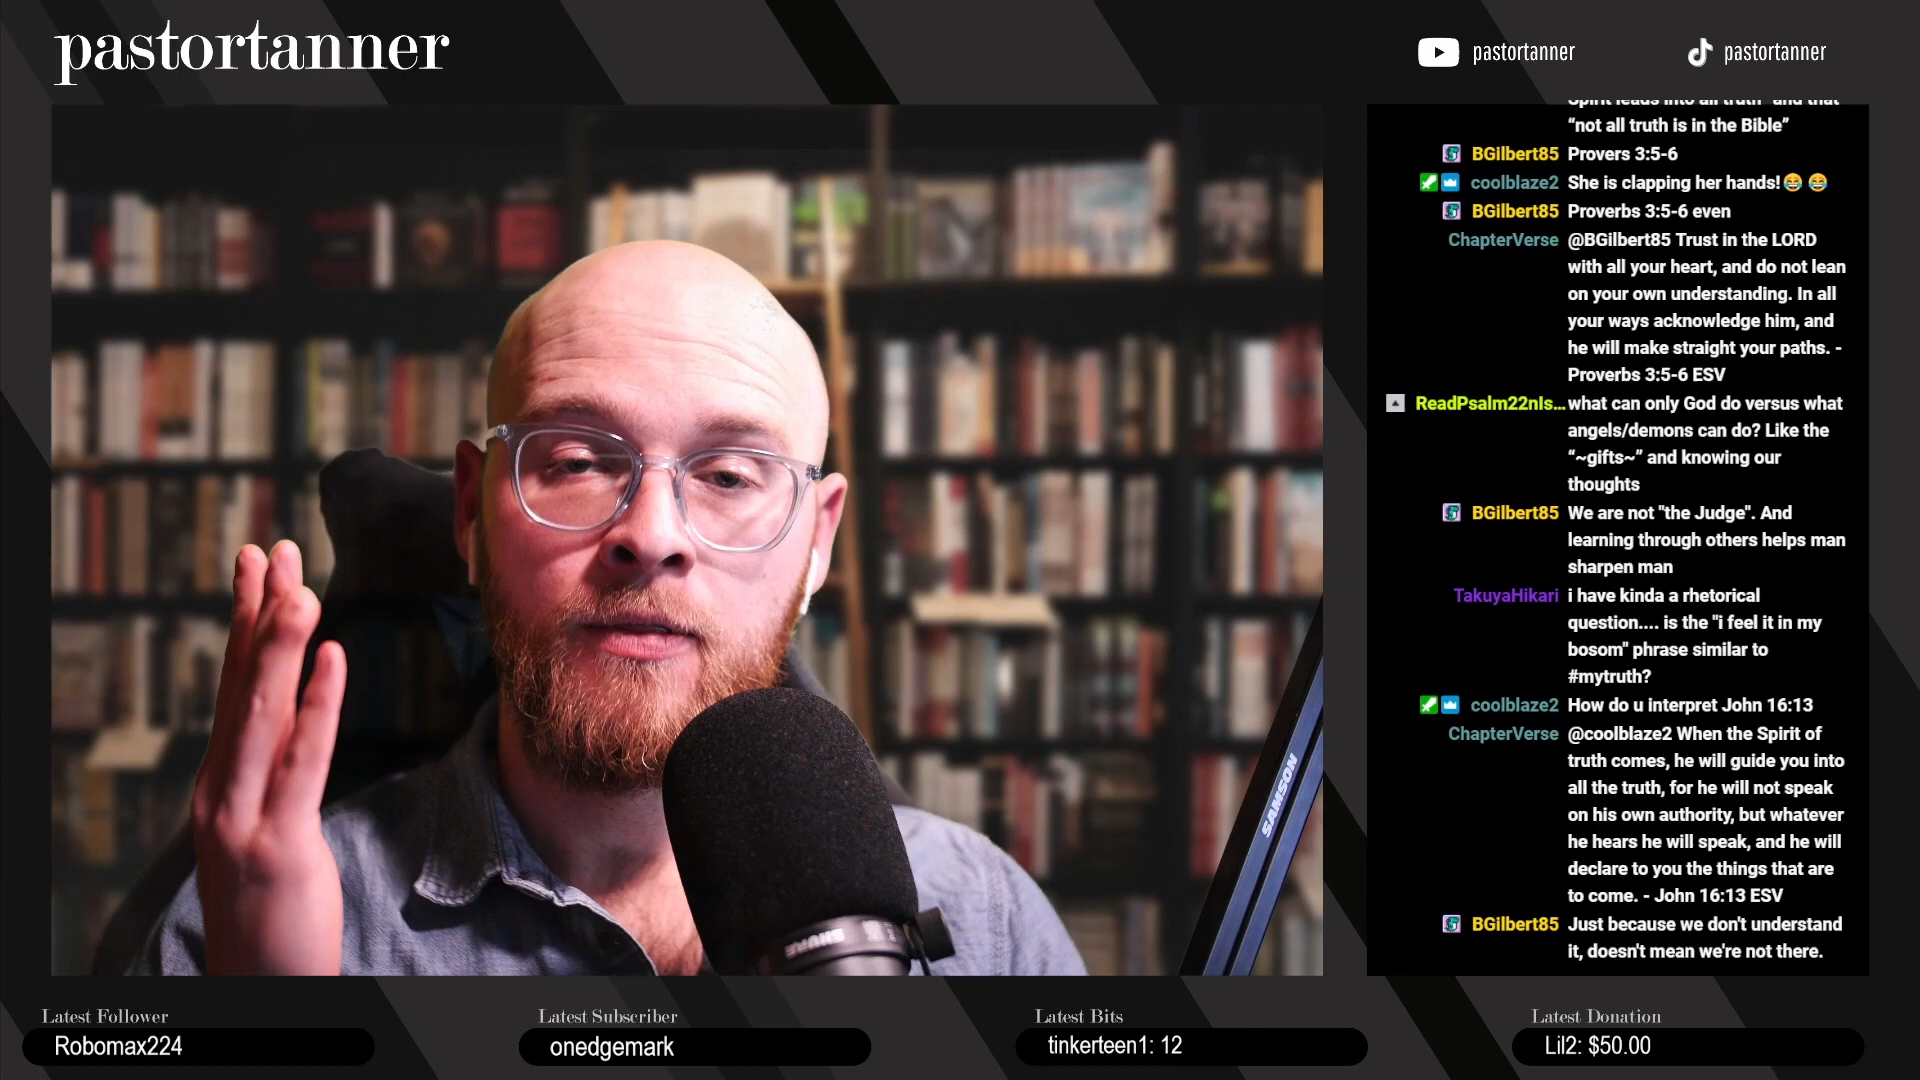 pastortanner
pastortanner
pastortanner
Spirit leads into all truth" and that
“not all truth is in the Bible”
BGilbert85 Provers 3:5-6
coolblaze2 She is clapping her hands!😂 😂
BGilbert85 Proverbs 3:5-6 even
ChapterVerse @BGilbert85 Trust in the LORD
with all your heart, and do not lean
on your own understanding. In all
your ways acknowledge him, and
he will make straight your paths. -
Proverbs 3:5-6 ESV
ReadPsalm22nIs... what can only God do versus what
angels/demons can do? Like the
“~gifts~” and knowing our
thoughts
BGilbert85 We are not "the Judge". And
learning through others helps man
sharpen man
TakuyaHikari i have kinda a rhetorical
question.... is the "i feel it in my
bosom" phrase similar to
#mytruth?
coolblaze2 How do u interpret John 16:13
ChapterVerse @coolblaze2 When the Spirit of
truth comes, he will guide you into
all the truth, for he will not speak
on his own authority, but whatever
he hears he will speak, and he will
declare to you the things that are
to come. - John 16:13 ESV
BGilbert85 Just because we don't understand
it, doesn't mean we're not there.
SAMSON
SHURE
Latest Follower
Robomax224
Latest Subscriber
onedgemark
Latest Bits
tinkerteen1: 12
Latest Donation
Lil2: $50.00